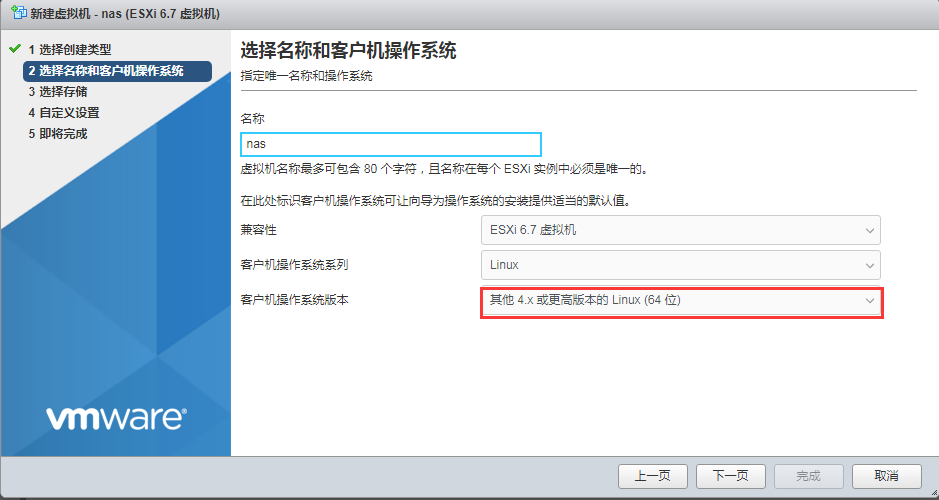 新建虚拟机 - nas (ESXi 6.7 虚拟机)
1 选择创建类型
2 选择名称和客户机操作系统
3 选择存储
4 自定义设置
5 即将完成
vmware®
选择名称和客户机操作系统
指定唯一名称和操作系统
名称
nas
虚拟机名称最多可包含 80 个字符，且名称在每个 ESXi 实例中必须是唯一的。
在此处标识客户机操作系统可让向导为操作系统的安装提供适当的默认值。
兼容性 ESXi 6.7 虚拟机
客户机操作系统系列 Linux
客户机操作系统版本 其他 4.x 或更高版本的 Linux (64 位)
上一页 下一页 完成 取消